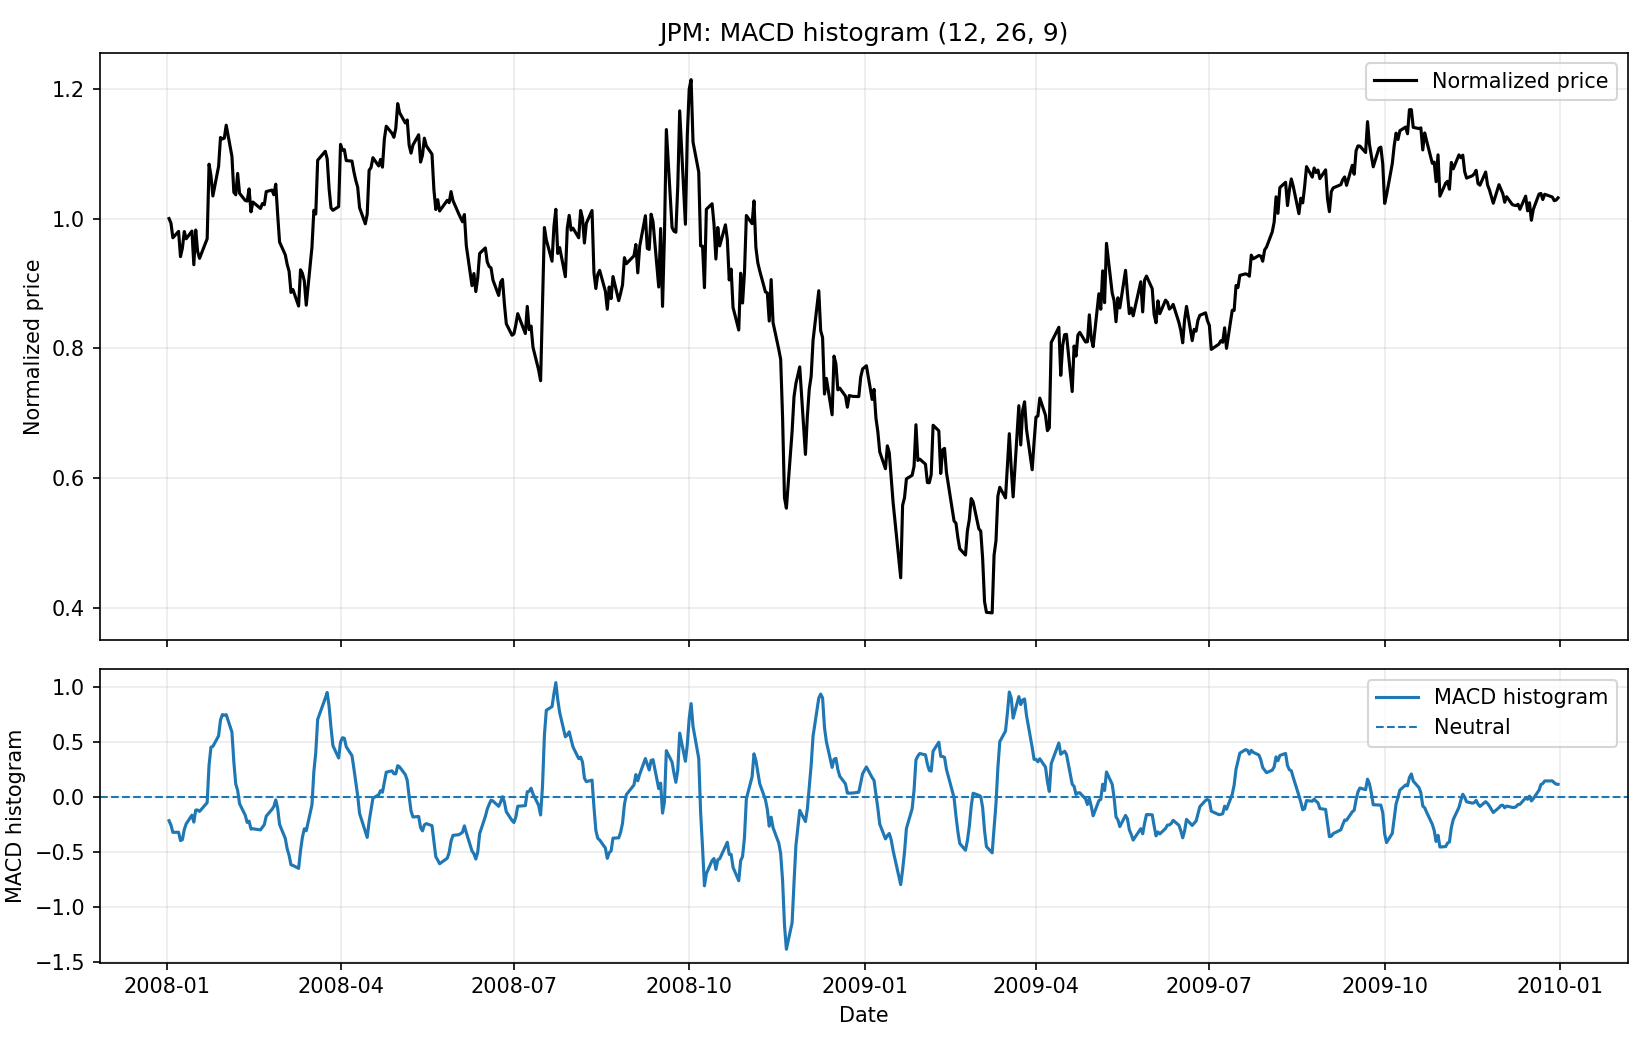 JPM: MACD histogram (12, 26, 9)
Normalized price
1.2
1.0
0.8
0.6
0.4
Normalized price
MACD histogram
Neutral
1.0
0.5
0.0
−0.5
−1.0
−1.5
MACD histogram
2008-01 2008-04 2008-07 2008-10 2009-01 2009-04 2009-07 2009-10 2010-01
Date